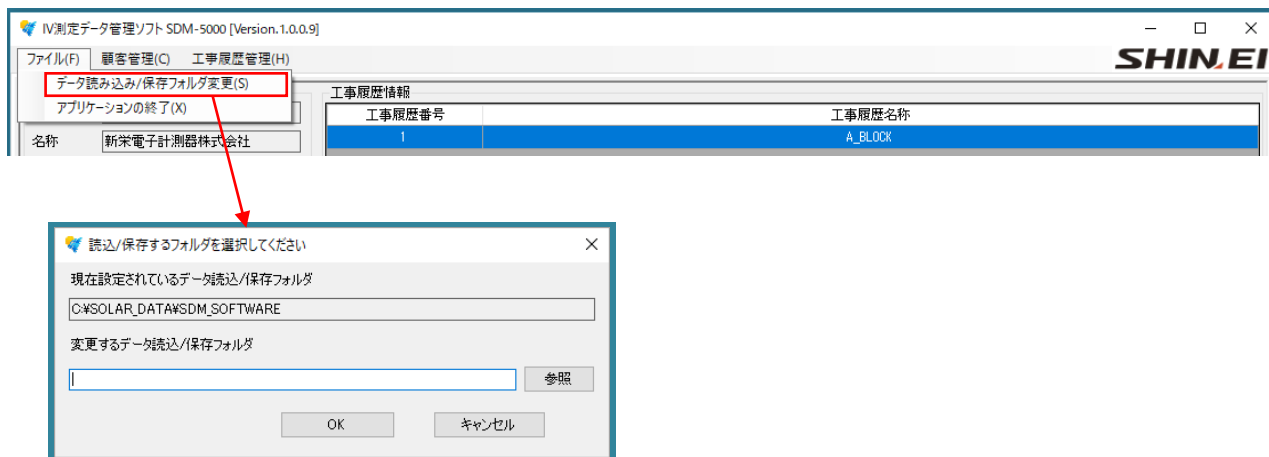 IV測定データ管理ソフト SDM-5000 [Version.1.0.0.9]
ファイル(F) 顧客管理(C) 工事履歴管理(H)
SHIN.EI
データ読み込み/保存フォルダ変更(S)
アプリケーションの終了(X)
工事履歴情報
工事履歴番号 工事履歴名称
名称 新栄電子計測器株式会社 1 A_BLOCK
読込/保存するフォルダを選択してください
現在設定されているデータ読込/保存フォルダ
C:¥SOLAR_DATA¥SDM_SOFTWARE
変更するデータ読込/保存フォルダ
参照
OK キャンセル